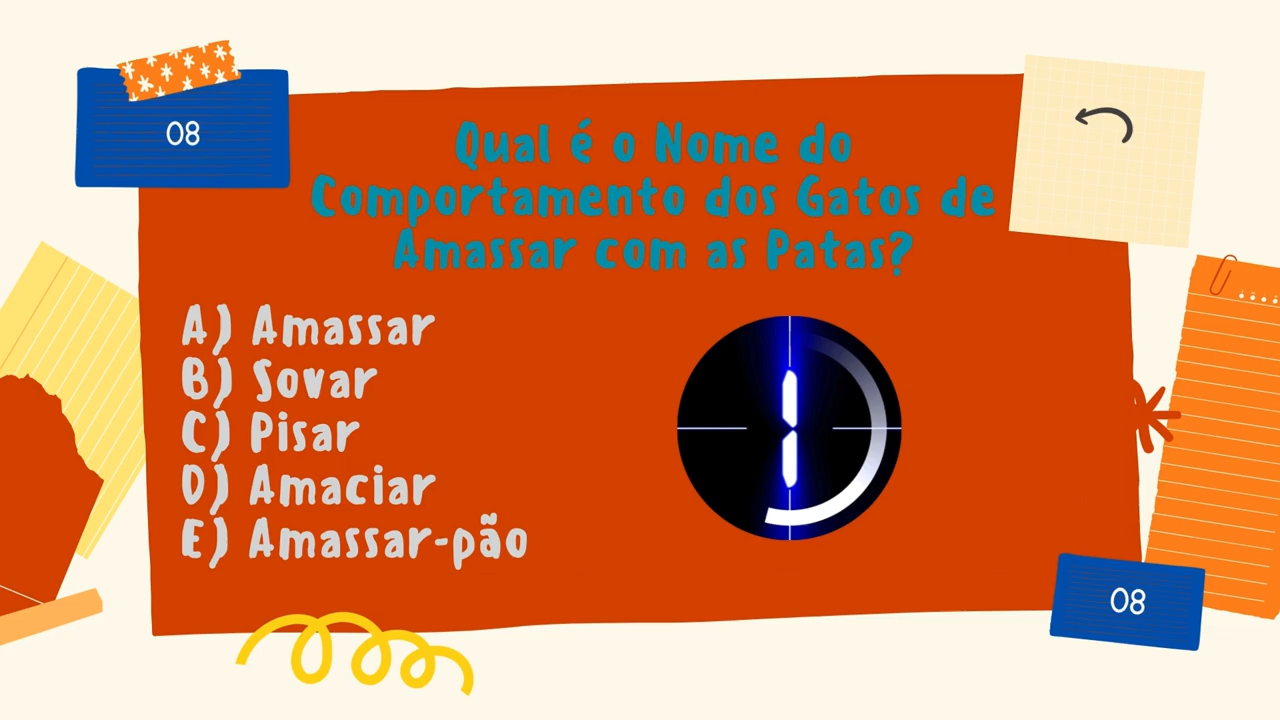 08
Qual é o Nome do
Comportamento dos Gatos de
Amassar com as Patas?
A) Amassar
B) Sovar
C) Pisar
D) Amaciar
E) Amassar-pão
1
08